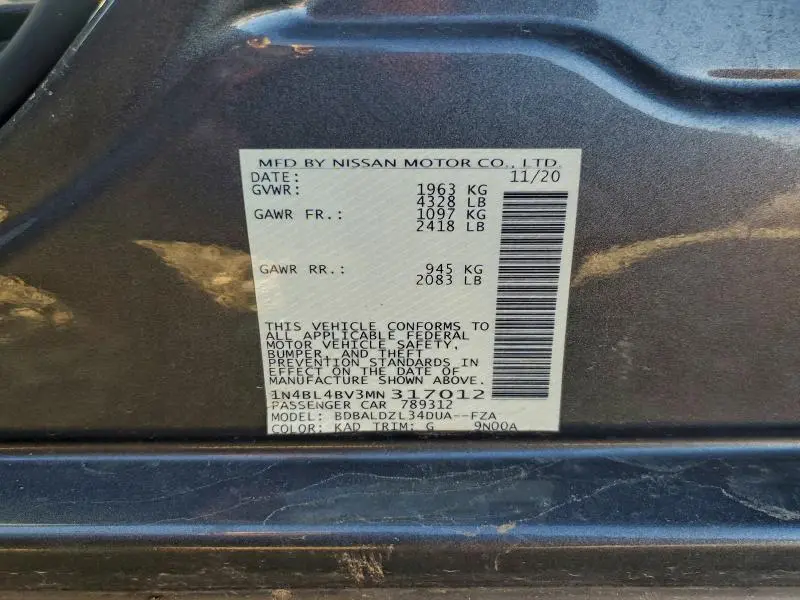 MFD BY NISSAN MOTOR CO., LTD.
DATE: 11/20
GVWR: 1963 KG
4328 LB
GAWR FR.: 1097 KG
2418 LB
GAWR RR.: 945 KG
2083 LB
THIS VEHICLE CONFORMS TO
ALL APPLICABLE FEDERAL
MOTOR VEHICLE SAFETY,
BUMPER, AND THEFT
PREVENTION STANDARDS IN
EFFECT ON THE DATE OF
MANUFACTURE SHOWN ABOVE.
1N4BL4BV3MN317012
PASSENGER CAR 789312
MODEL: BDBALDZL34DUA--FZA
COLOR: KAD TRIM: G 9N00A